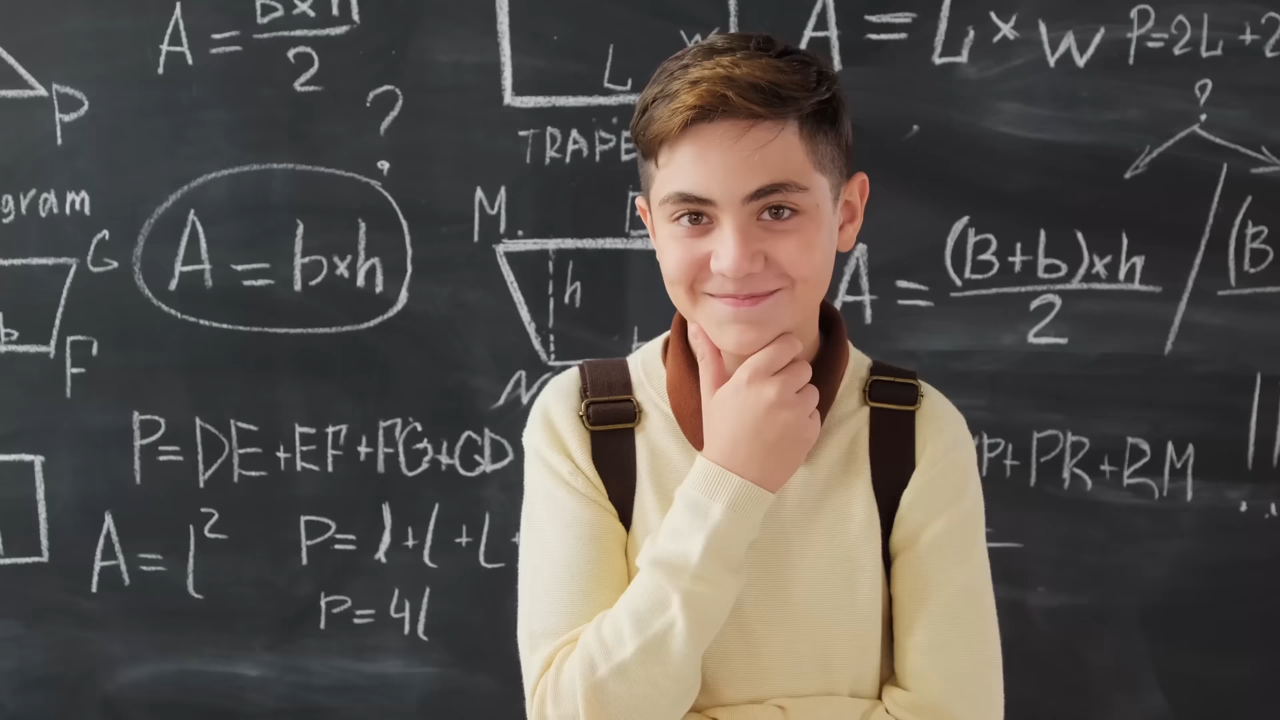 A = b×h
2
L
W
A = L×W
P=2L+2
P
?
TRAPE
?
gram
G
A = b×h
M
h
A = (B+b)×h
2
(B
b
F
N
P=DE+EF+FG+GD
P+PR+RM
A = l²
P= l+l+l+
P=4l